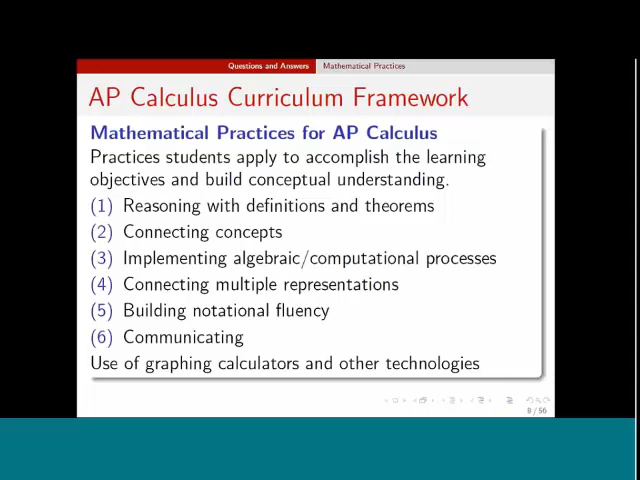 Questions and Answers Mathematical Practices
AP Calculus Curriculum Framework
Mathematical Practices for AP Calculus
Practices students apply to accomplish the learning
objectives and build conceptual understanding.
(1) Reasoning with definitions and theorems
(2) Connecting concepts
(3) Implementing algebraic/computational processes
(4) Connecting multiple representations
(5) Building notational fluency
(6) Communicating
Use of graphing calculators and other technologies
8 / 56